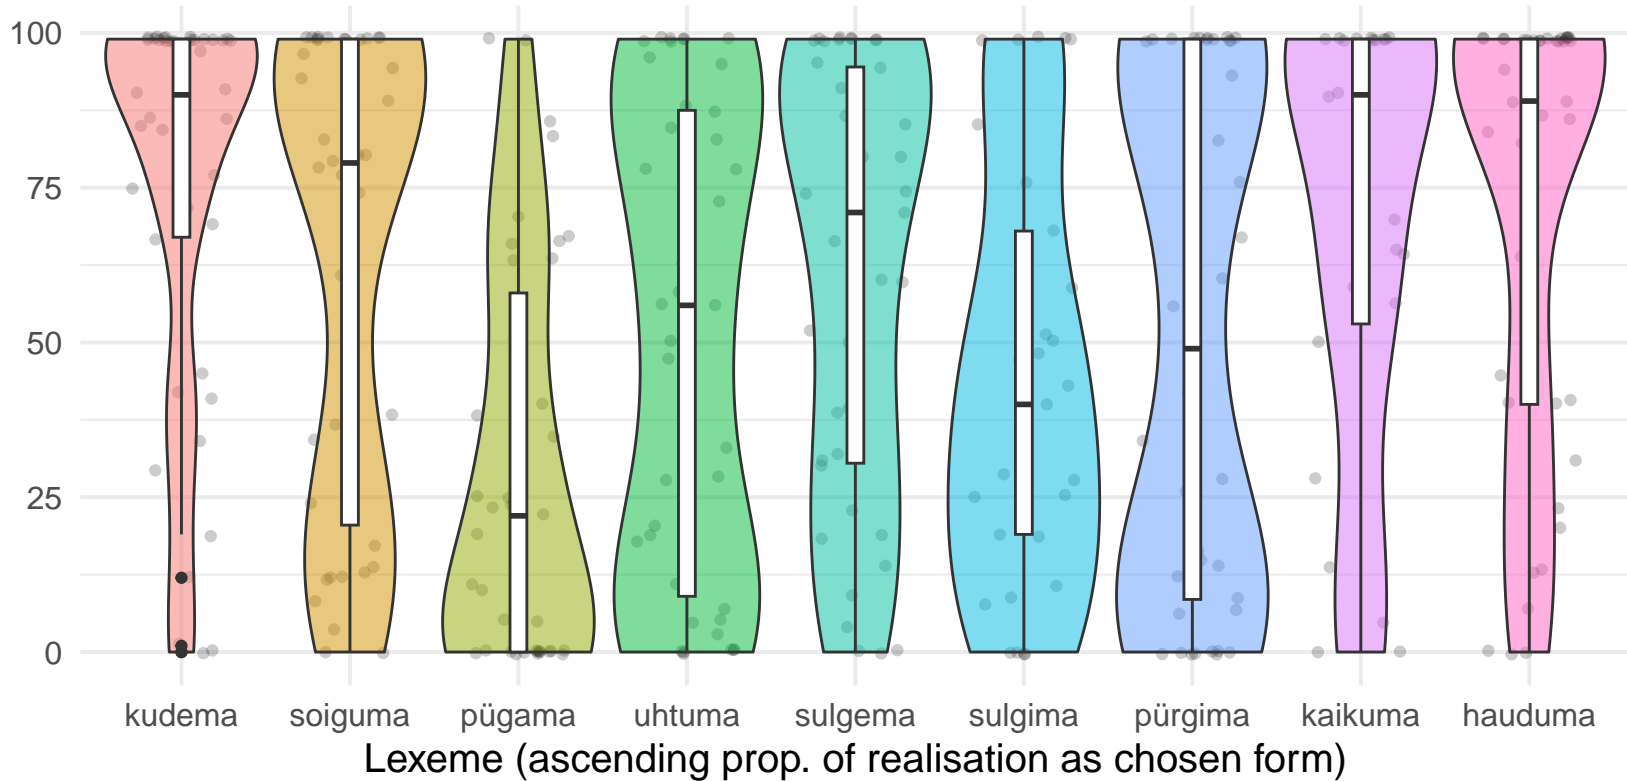 100
75
50
25
0
kudema soiguma pügama uhtuma sulgema sulgima pürgima kaikuma hauduma
Lexeme (ascending prop. of realisation as chosen form)